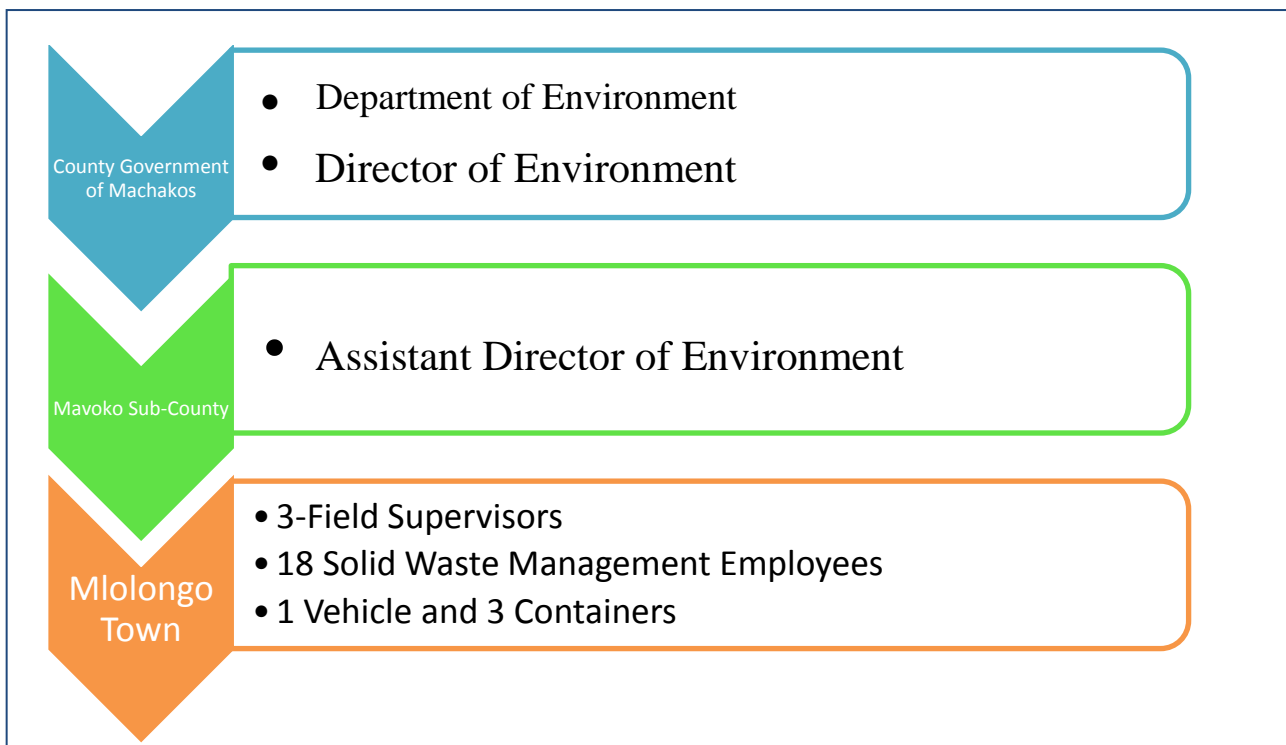 County Government
of Machakos
• Department of Environment
• Director of Environment
Mavoko Sub-County
• Assistant Director of Environment
Mlolongo
Town
• 3-Field Supervisors
• 18 Solid Waste Management Employees
• 1 Vehicle and 3 Containers